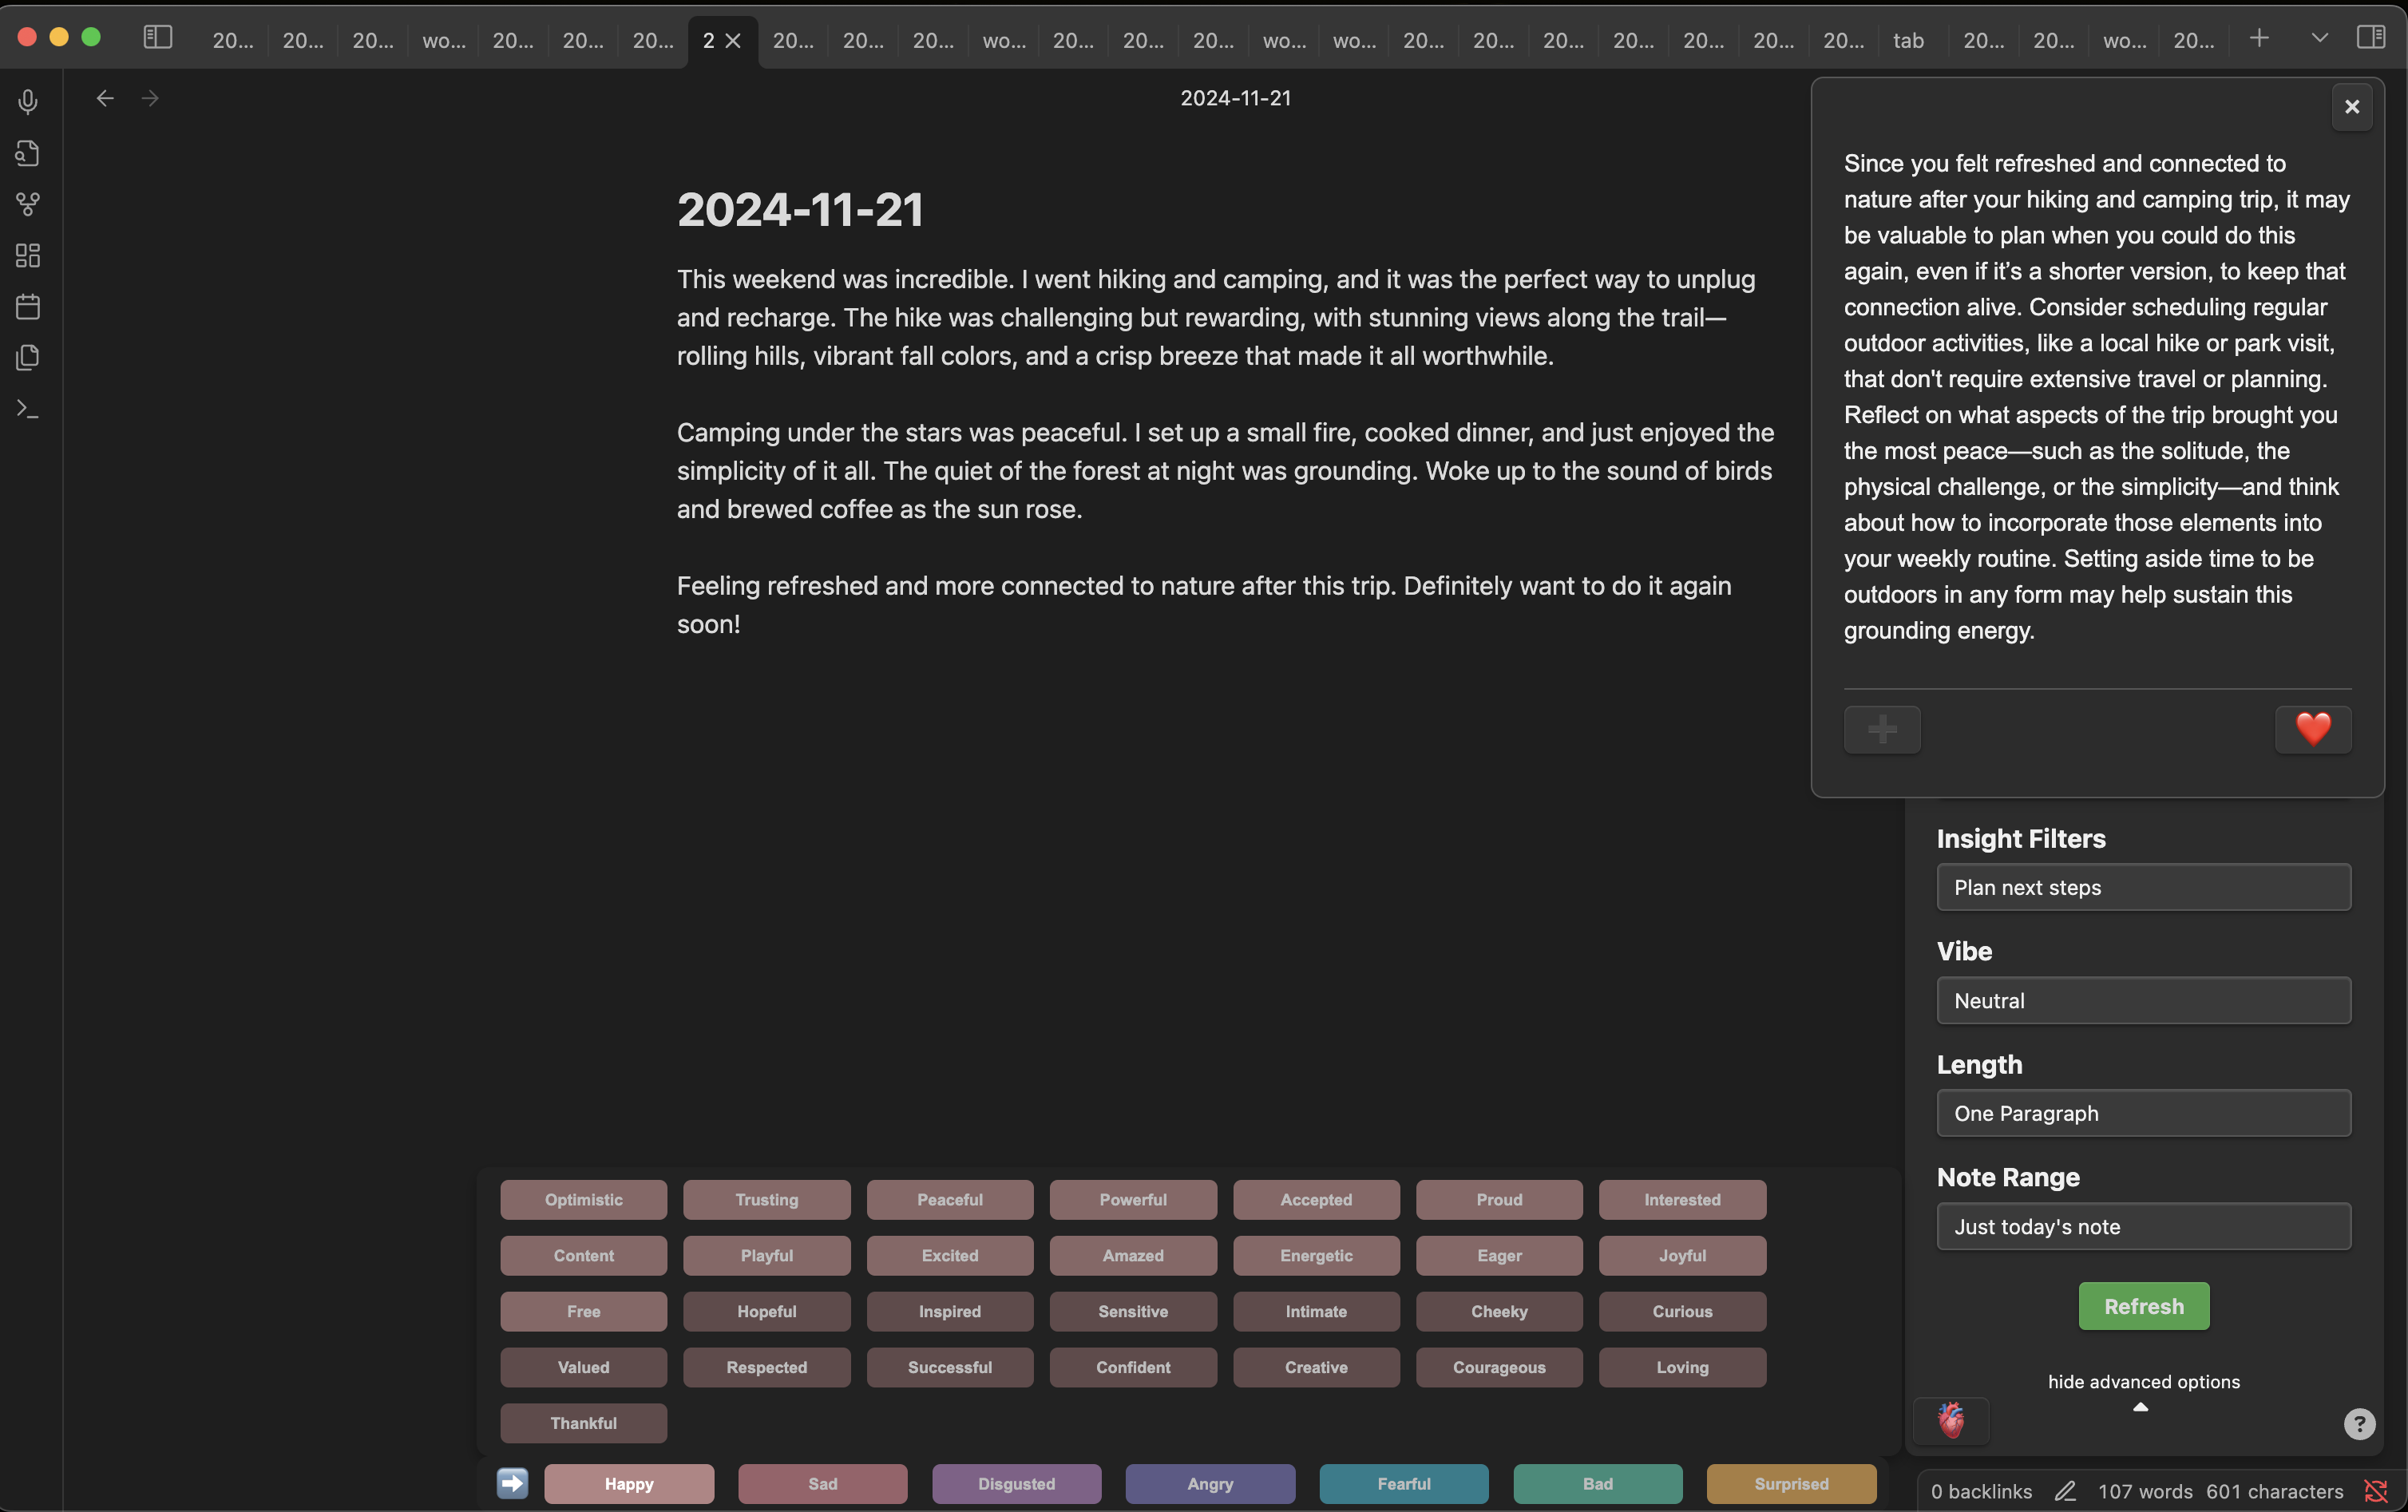 20...
20...
20...
wo...
20...
20...
20...
2
20...
20...
20...
wo...
20...
20...
20...
wo...
wo...
20...
20...
20...
20...
20...
20...
20...
tab
20...
20...
wo...
20...
2024-11-21
2024-11-21
This weekend was incredible. I went hiking and camping, and it was the perfect way to unplug
and recharge. The hike was challenging but rewarding, with stunning views along the trail—
rolling hills, vibrant fall colors, and a crisp breeze that made it all worthwhile.
Camping under the stars was peaceful. I set up a small fire, cooked dinner, and just enjoyed the
simplicity of it all. The quiet of the forest at night was grounding. Woke up to the sound of birds
and brewed coffee as the sun rose.
Feeling refreshed and more connected to nature after this trip. Definitely want to do it again
soon!
Since you felt refreshed and connected to
nature after your hiking and camping trip, it may
be valuable to plan when you could do this
again, even if it’s a shorter version, to keep that
connection alive. Consider scheduling regular
outdoor activities, like a local hike or park visit,
that don't require extensive travel or planning.
Reflect on what aspects of the trip brought you
the most peace—such as the solitude, the
physical challenge, or the simplicity—and think
about how to incorporate those elements into
your weekly routine. Setting aside time to be
outdoors in any form may help sustain this
grounding energy.
Insight Filters
Plan next steps
Vibe
Neutral
Length
One Paragraph
Note Range
Just today's note
Refresh
hide advanced options
?
Optimistic
Trusting
Peaceful
Powerful
Accepted
Proud
Interested
Content
Playful
Excited
Amazed
Energetic
Eager
Joyful
Free
Hopeful
Inspired
Sensitive
Intimate
Cheeky
Curious
Valued
Respected
Successful
Confident
Creative
Courageous
Loving
Thankful
Happy
Sad
Disgusted
Angry
Fearful
Bad
Surprised
0 backlinks
107 words
601 characters